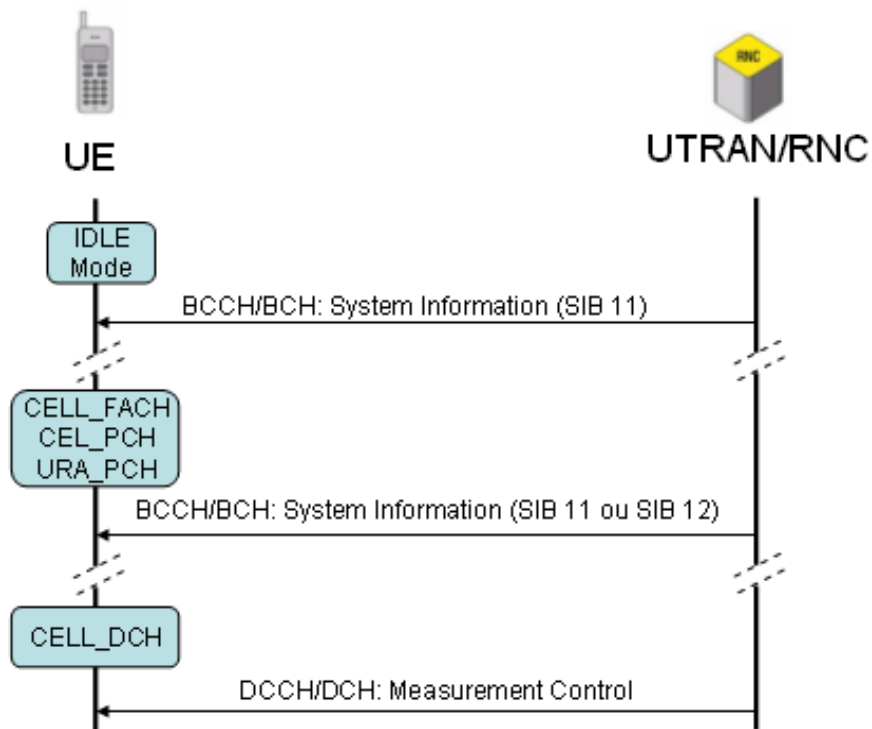 RNC
UE
UTRAN/RNC
IDLE
Mode
BCCH/BCH: System Information (SIB 11)
CELL_FACH
CEL_PCH
URA_PCH
BCCH/BCH: System Information (SIB 11 ou SIB 12)
CELL_DCH
DCCH/DCH: Measurement Control